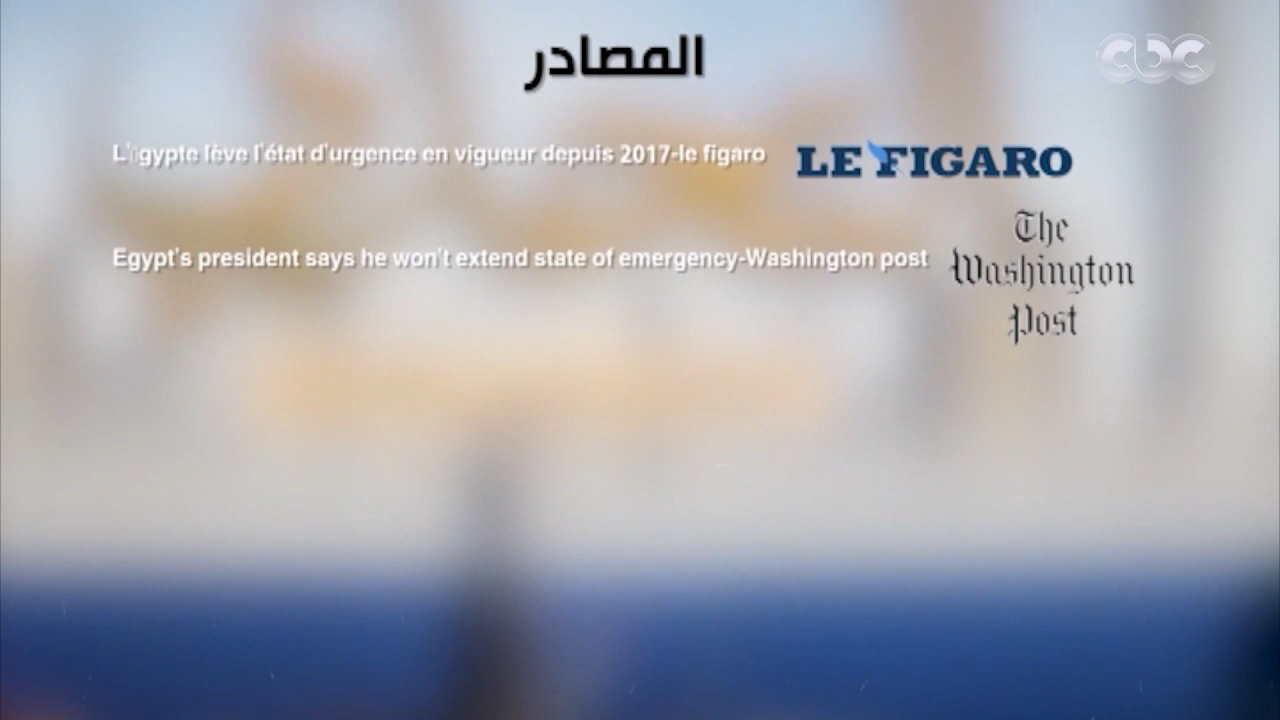 المصادر
cbc
L'égypte lève l'état d'urgence en vigueur depuis 2017-le figaro
LE FIGARO
Egypt's president says he won't extend state of emergency-Washington post
The
Washington
Post